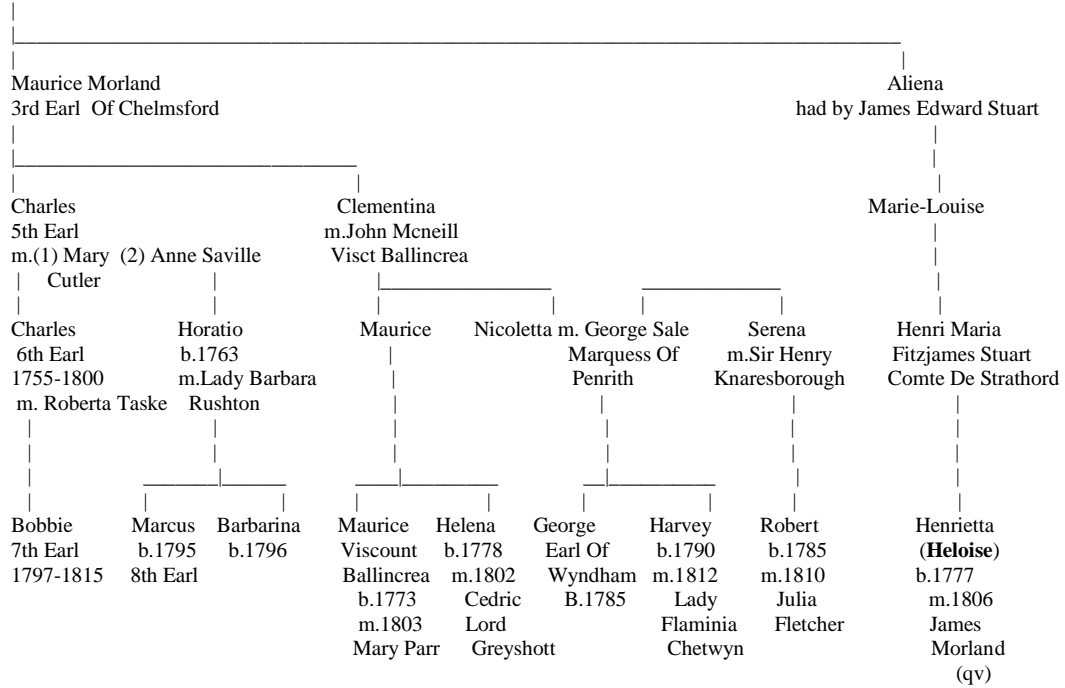 Maurice Morland Aliena
3rd Earl Of Chelmsford had by James Edward Stuart
Charles Clementina Marie-Louise
5th Earl m.John Mcneill
m.(1) Mary (2) Anne Saville Visct Ballincrea
Cutler
Charles Horatio Maurice Nicoletta m. George Sale Serena Henri Maria
6th Earl b.1763 Marquess Of m.Sir Henry Fitzjames Stuart
1755-1800 m.Lady Barbara Penrith Knaresborough Comte De Strathord
m. Roberta Taske Rushton
Bobbie Marcus Barbarina Maurice Helena George Harvey Robert Henrietta
7th Earl b.1795 b.1796 Viscount b.1778 Earl Of b.1790 b.1785 (Heloise)
1797-1815 8th Earl Ballincrea m.1802 Wyndham m.1812 m.1810 b.1777
b.1773 Cedric B.1785 Lady Julia m.1806
m.1803 Lord Flaminia Fletcher James
Mary Parr Greyshott Chetwyn Morland
(qv)